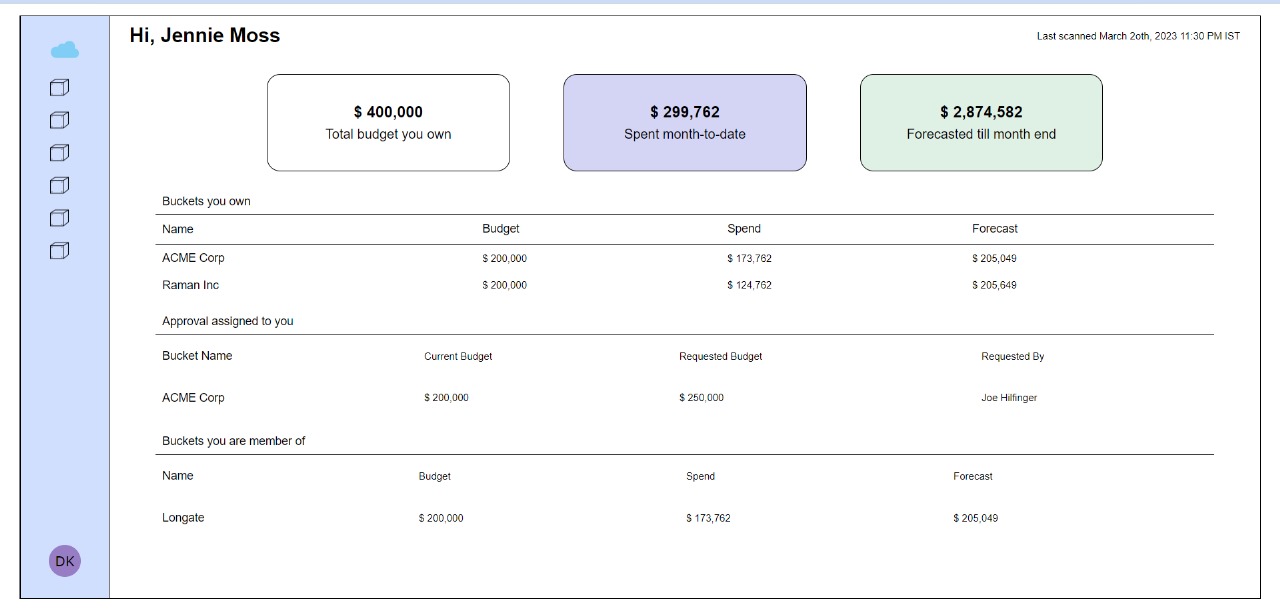 Hi, Jennie Moss
Last scanned March 2oth, 2023 11:30 PM IST
$ 400,000
Total budget you own
$ 299,762
Spent month-to-date
$ 2,874,582
Forecasted till month end
Buckets you own
Name Budget Spend Forecast
ACME Corp $ 200,000 $ 173,762 $ 205,049
Raman Inc $ 200,000 $ 124,762 $ 205,649
Approval assigned to you
Bucket Name Current Budget Requested Budget Requested By
ACME Corp $ 200,000 $ 250,000 Joe Hilfinger
Buckets you are member of
Name Budget Spend Forecast
Longate $ 200,000 $ 173,762 $ 205,049
DK